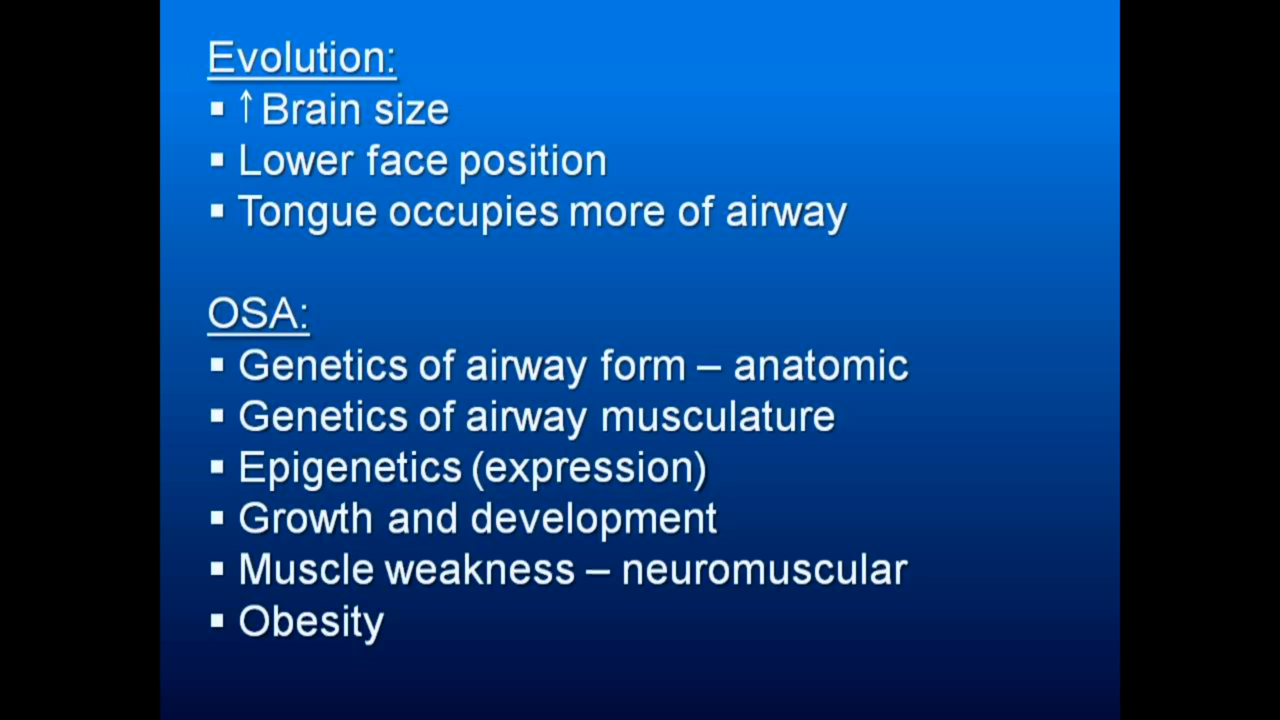 Evolution:
▪ ↑ Brain size
▪ Lower face position
▪ Tongue occupies more of airway
OSA:
▪ Genetics of airway form – anatomic
▪ Genetics of airway musculature
▪ Epigenetics (expression)
▪ Growth and development
▪ Muscle weakness – neuromuscular
▪ Obesity